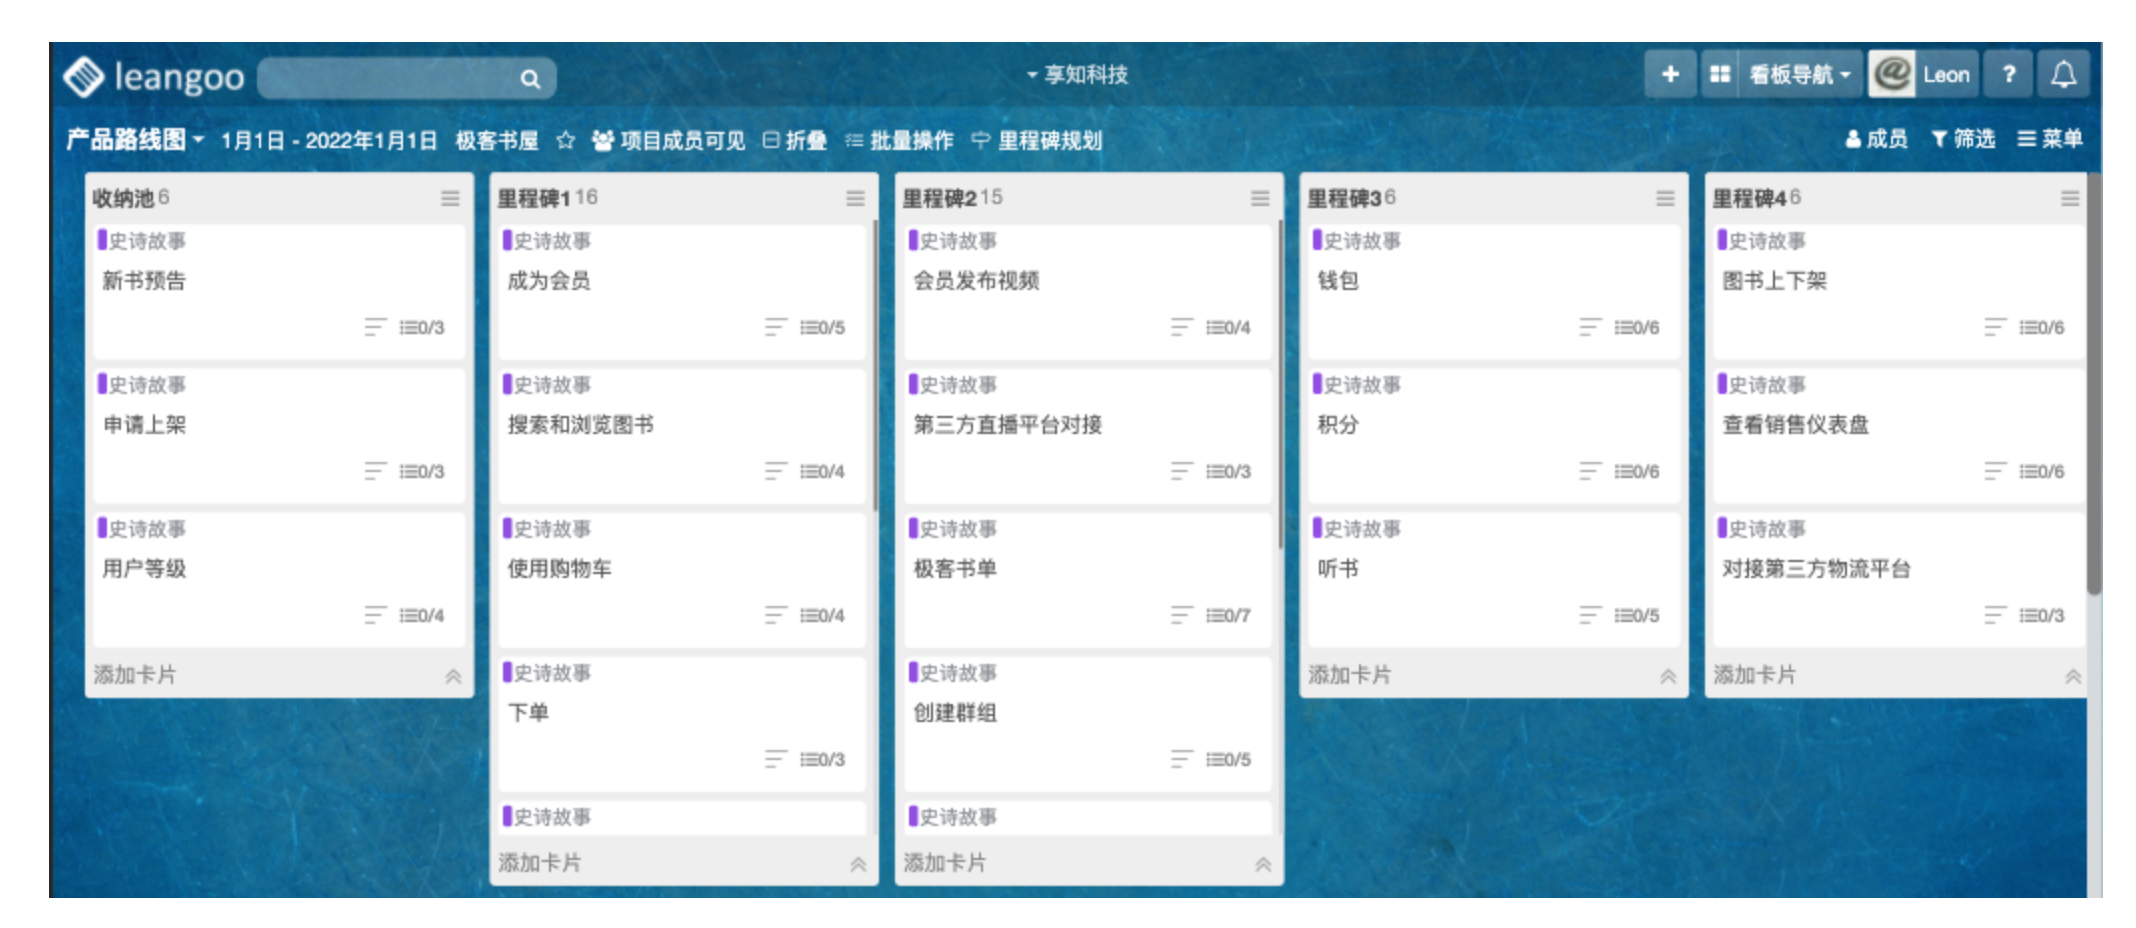 leangoo
享知科技
+ 看板导航 Leon ?
产品路线图 1月1日 - 2022年1月1日 极客书屋 项目成员可见 折叠 批量操作 里程碑规划
成员 筛选 菜单
收纳池 6
史诗故事
新书预告
0/3
史诗故事
申请上架
0/3
史诗故事
用户等级
0/4
添加卡片
里程碑1 16
史诗故事
成为会员
0/5
史诗故事
搜索和浏览图书
0/4
史诗故事
使用购物车
0/4
史诗故事
下单
0/3
史诗故事
添加卡片
里程碑2 15
史诗故事
会员发布视频
0/4
史诗故事
第三方直播平台对接
0/3
史诗故事
极客书单
0/7
史诗故事
创建群组
0/5
史诗故事
添加卡片
里程碑3 6
史诗故事
钱包
0/6
史诗故事
积分
0/6
史诗故事
听书
0/5
添加卡片
里程碑4 6
史诗故事
图书上下架
0/6
史诗故事
查看销售仪表盘
0/6
史诗故事
对接第三方物流平台
0/3
添加卡片